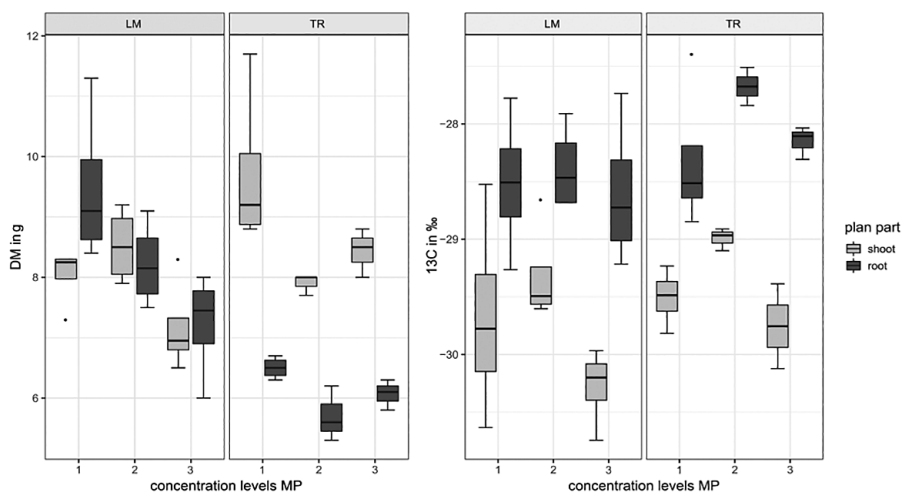 LM TR
12
10
8
6
DM in g
1 2 3 1 2 3
concentration levels MP
LM TR
−28
−29
−30
13C in ‰
1 2 3 1 2 3
concentration levels MP
plan part
shoot
root